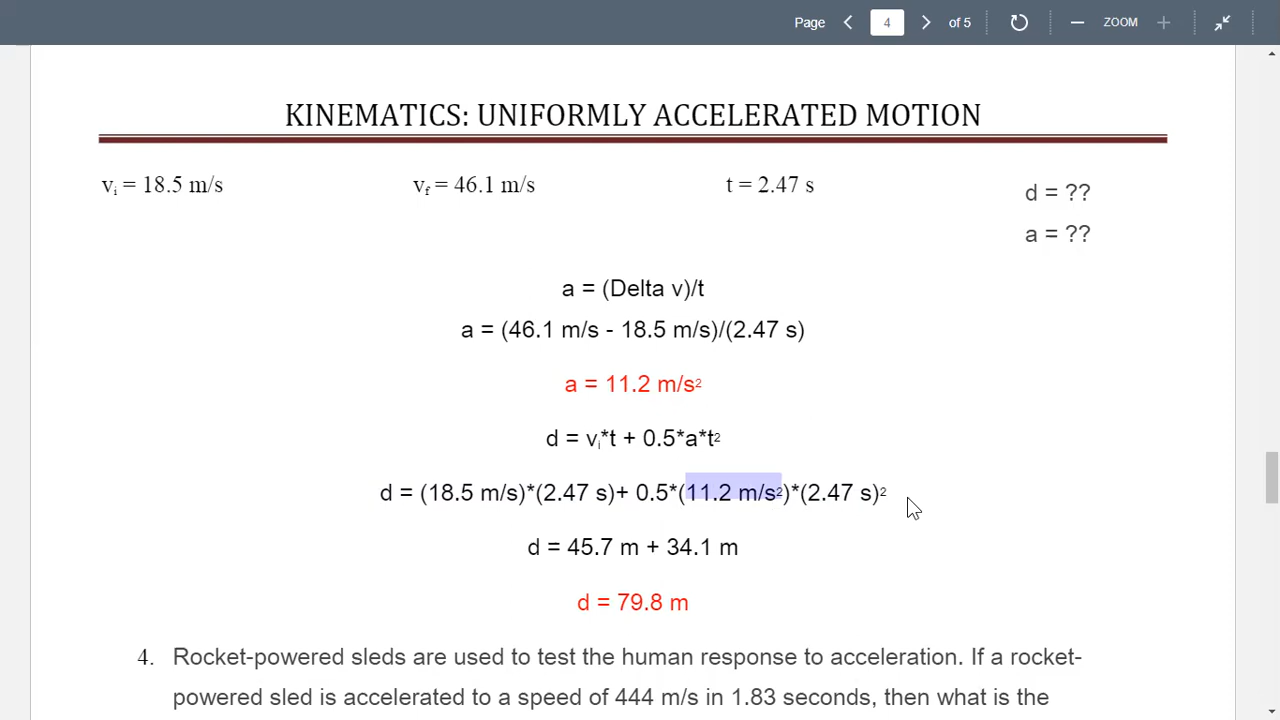 Page 4 of 5 ZOOM
KINEMATICS: UNIFORMLY ACCELERATED MOTION
vi = 18.5 m/s vf = 46.1 m/s t = 2.47 s d = ??
a = ??
a = (Delta v)/t
a = (46.1 m/s - 18.5 m/s)/(2.47 s)
a = 11.2 m/s2
d = vi*t + 0.5*a*t2
d = (18.5 m/s)*(2.47 s)+ 0.5*(11.2 m/s2)*(2.47 s)2
d = 45.7 m + 34.1 m
d = 79.8 m
4. Rocket-powered sleds are used to test the human response to acceleration. If a rocket-
powered sled is accelerated to a speed of 444 m/s in 1.83 seconds, then what is the